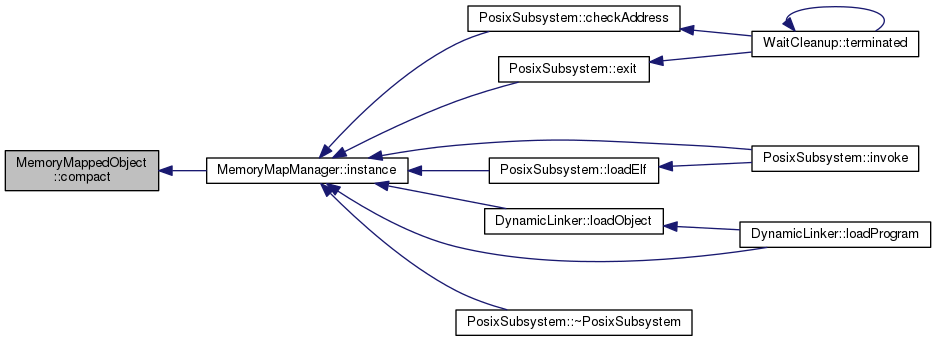 PosixSubsystem::checkAddress
WaitCleanup::terminated
PosixSubsystem::exit
MemoryMappedObject
::compact
MemoryMapManager::instance
PosixSubsystem::invoke
PosixSubsystem::loadElf
DynamicLinker::loadObject
DynamicLinker::loadProgram
PosixSubsystem::~PosixSubsystem